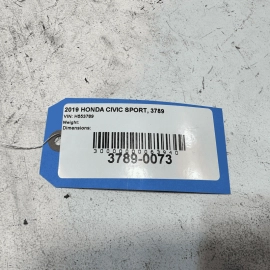 2019 HONDA CIVIC SPORT, 3789
VIN: H553789
Weight:
Dimensions:
3789-0073